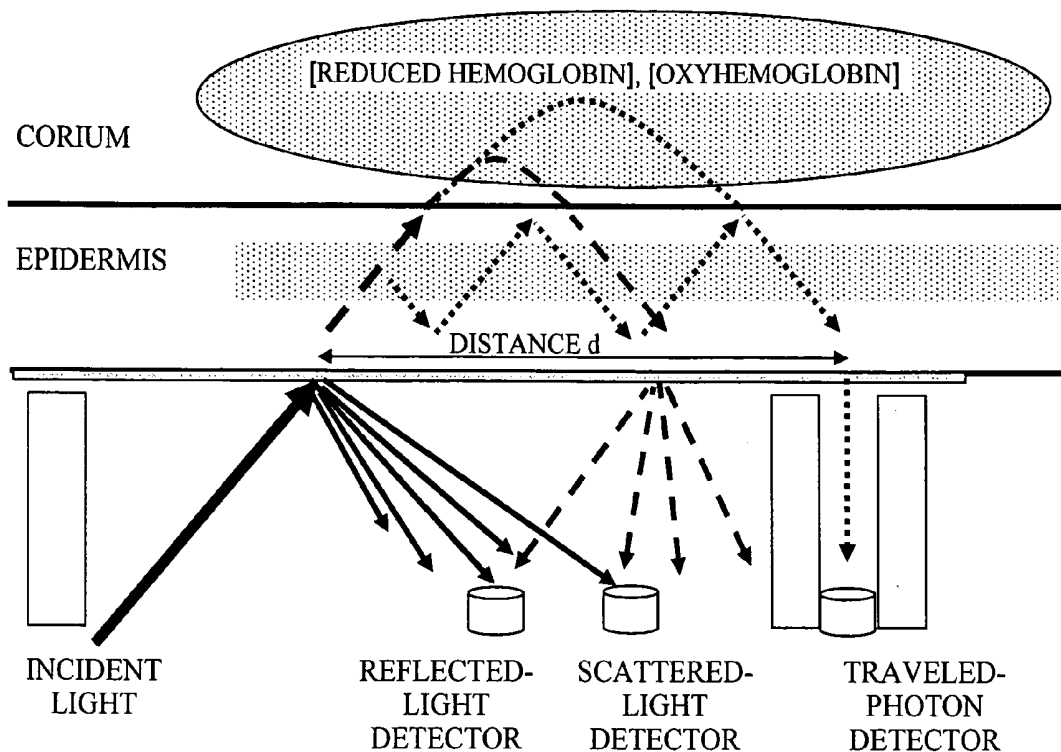 [REDUCED HEMOGLOBIN], [OXYHEMOGLOBIN]
CORIUM
EPIDERMIS
DISTANCE d
INCIDENT
LIGHT
REFLECTED-
LIGHT
DETECTOR
SCATTERED-
LIGHT
DETECTOR
TRAVELED-
PHOTON
DETECTOR